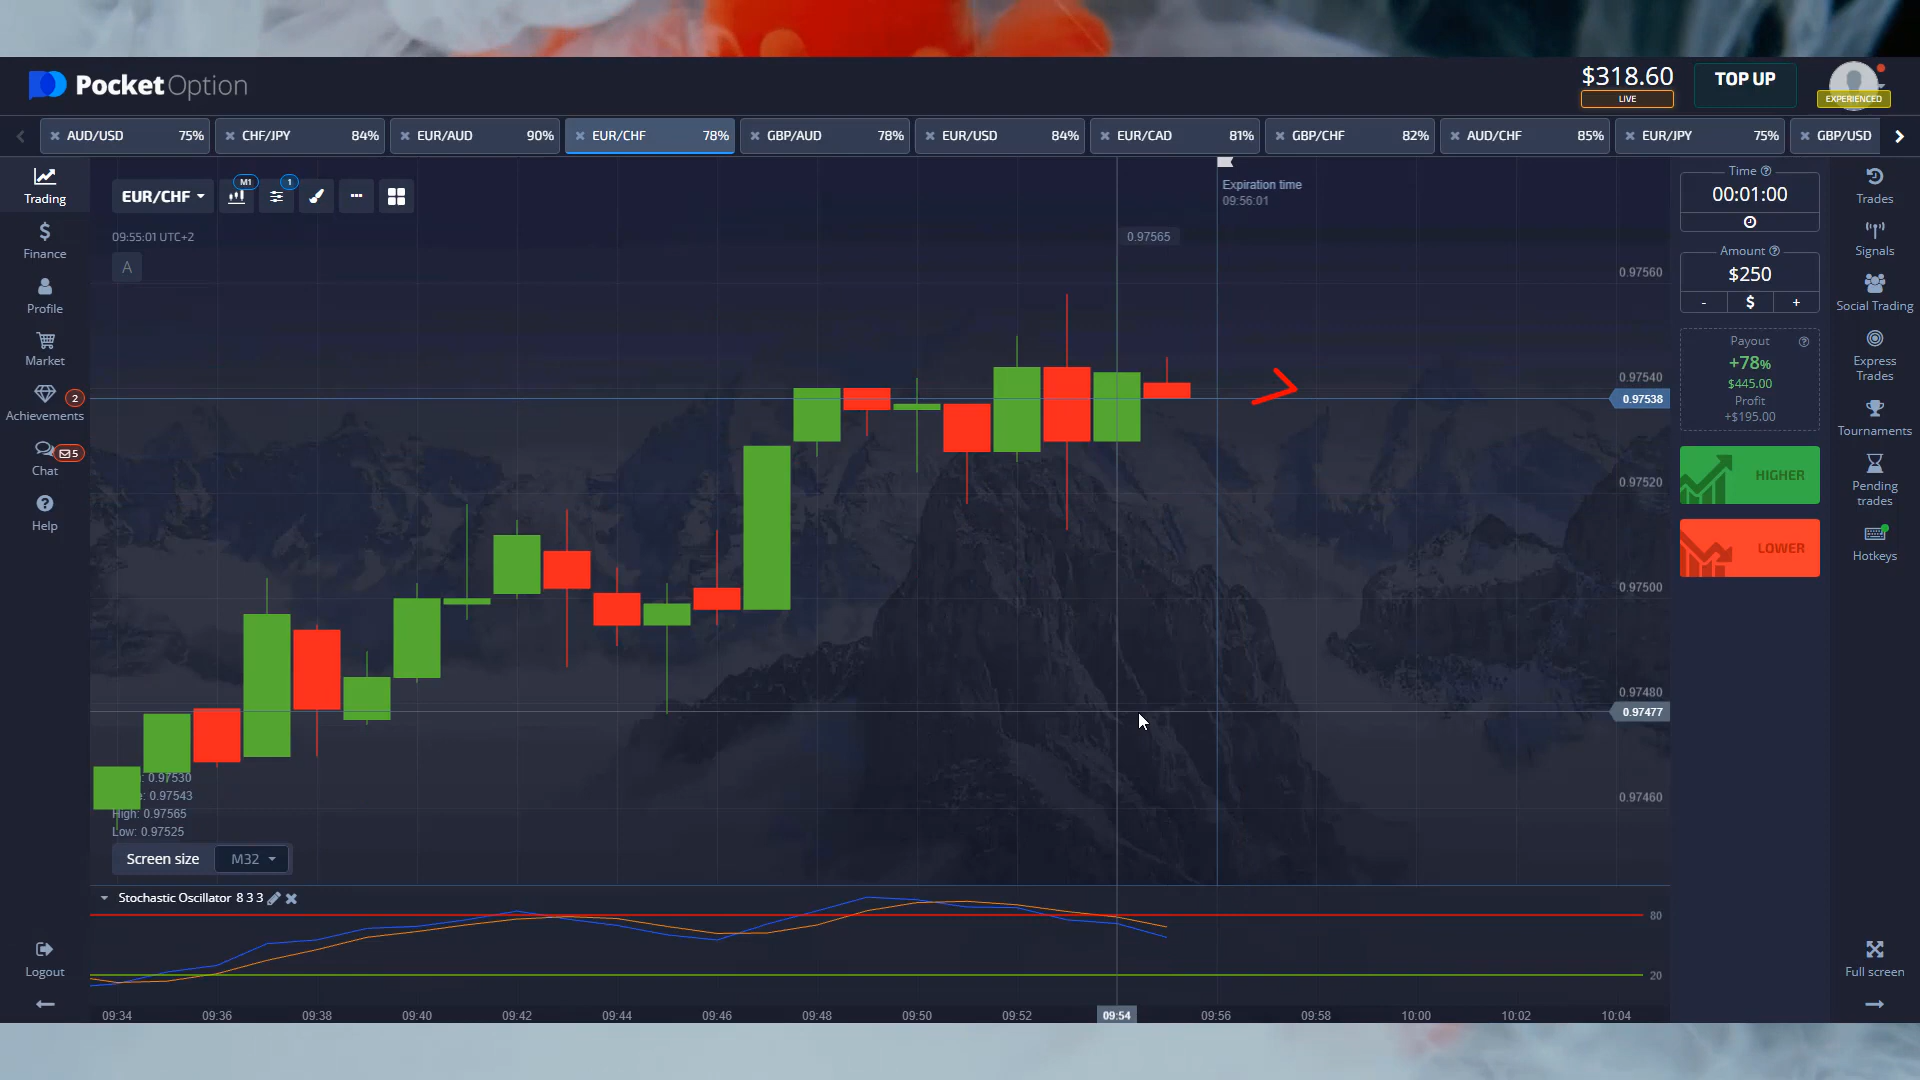 PocketOption
$318.60
LIVE
TOP UP
EXPERIENCED
AUD/USD 75%
CHF/JPY 84%
EUR/AUD 90%
EUR/CHF 78%
GBP/AUD 78%
EUR/USD 84%
EUR/CAD 81%
GBP/CHF 82%
AUD/CHF 85%
EUR/JPY 75%
GBP/USD
Trading
Finance
Profile
Market
Achievements
2
Chat
5
Help
Logout
EUR/CHF
M1
1
09:55:01 UTC+2
A
Expiration time
09:56:01
0.97565
0.97560
0.97540
0.97538
0.97520
0.97500
0.97480
0.97477
0.97460
: 0.97530
e: 0.97543
High: 0.97565
Low: 0.97525
Screen size M32
Stochastic Oscillator 8 3 3
80
20
09:34 09:36 09:38 09:40 09:42 09:44 09:46 09:48 09:50 09:52 09:54 09:56 09:58 10:00 10:02 10:04
Time
00:01:00
Amount
$250
- $ +
Payout
+78%
$445.00
Profit
+$195.00
HIGHER
LOWER
Trades
Signals
Social Trading
Express
Trades
Tournaments
Pending
trades
Hotkeys
Full screen